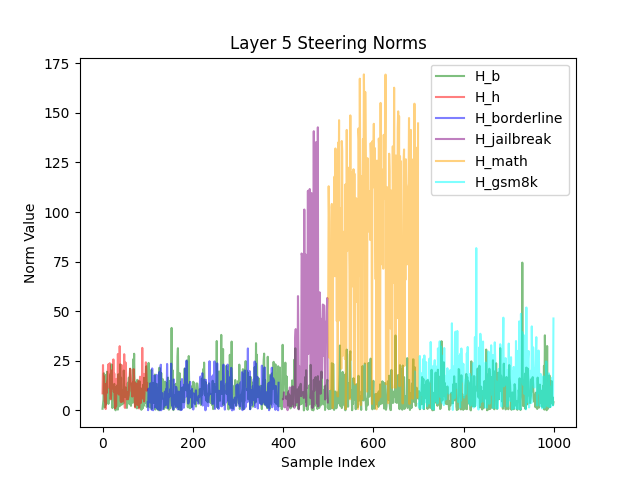 Layer 5 Steering Norms
Norm Value
175
150
125
100
75
50
25
0
0
200
400
600
800
1000
Sample Index
H_b
H_h
H_borderline
H_jailbreak
H_math
H_gsm8k